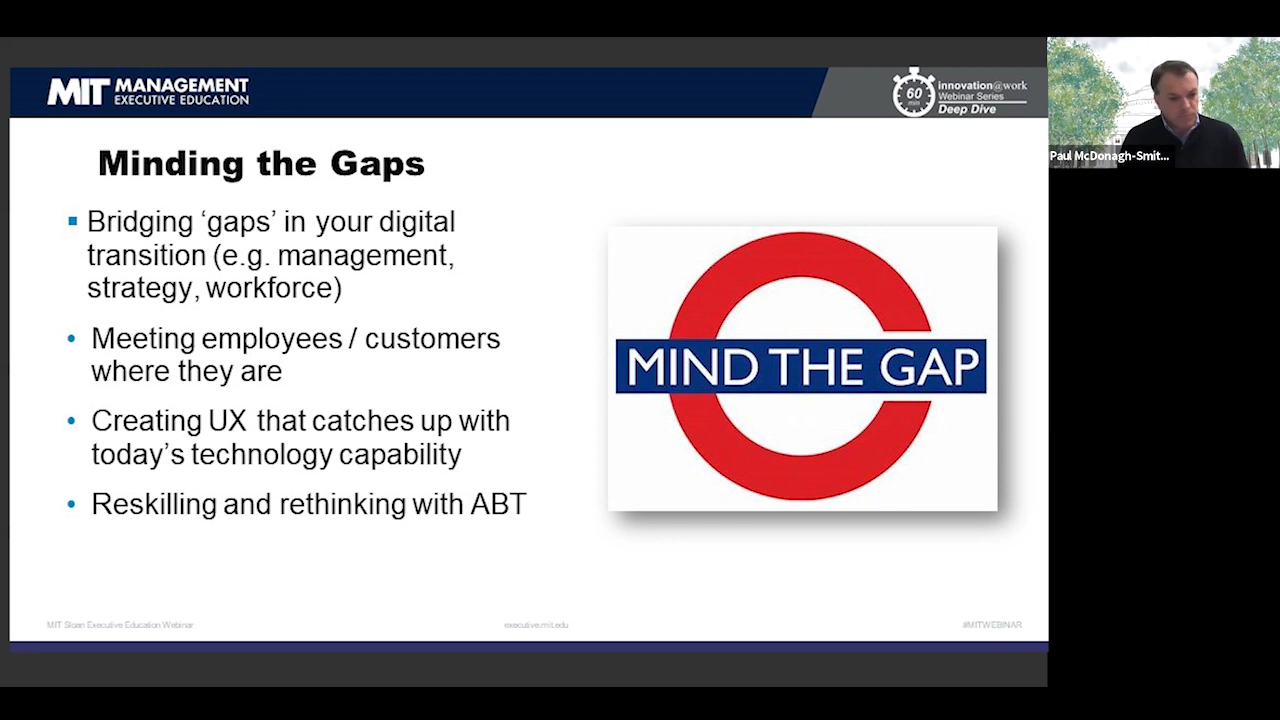 MIT MANAGEMENT
EXECUTIVE EDUCATION
60
min
innovation@work
Webinar Series
Deep Dive
Paul McDonagh-Smit...
Minding the Gaps
Bridging ‘gaps’ in your digital
transition (e.g. management,
strategy, workforce)
Meeting employees / customers
where they are
Creating UX that catches up with
today’s technology capability
Reskilling and rethinking with ABT
MIND THE GAP
MIT Sloan Executive Education Webinar
executive.mit.edu
#MITWEBINAR